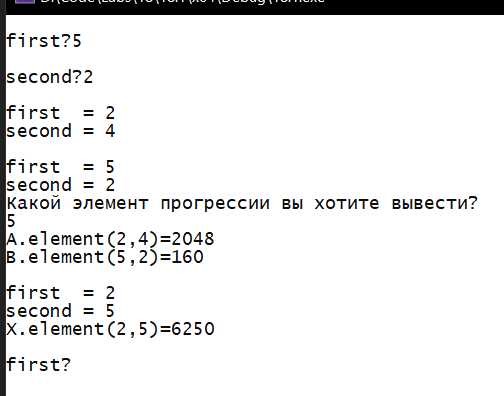 first?5
second?2
first  = 2
second = 4
first  = 5
second = 2
Какой элемент прогрессии вы хотите вывести?
5
A.element(2,4)=2048
B.element(5,2)=160
first  = 2
second = 5
X.element(2,5)=6250
first?